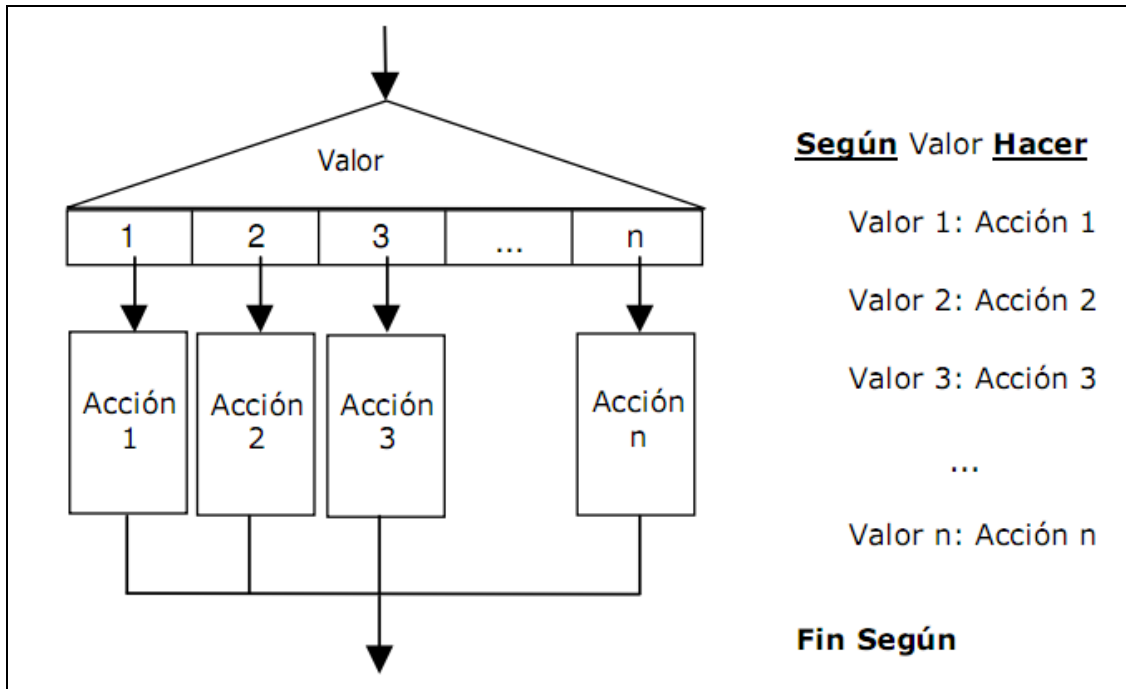 Valor
1 2 3 ... n
Acción 1
Acción 2
Acción 3
Acción n
Según Valor Hacer
Valor 1: Acción 1
Valor 2: Acción 2
Valor 3: Acción 3
...
Valor n: Acción n
Fin Según